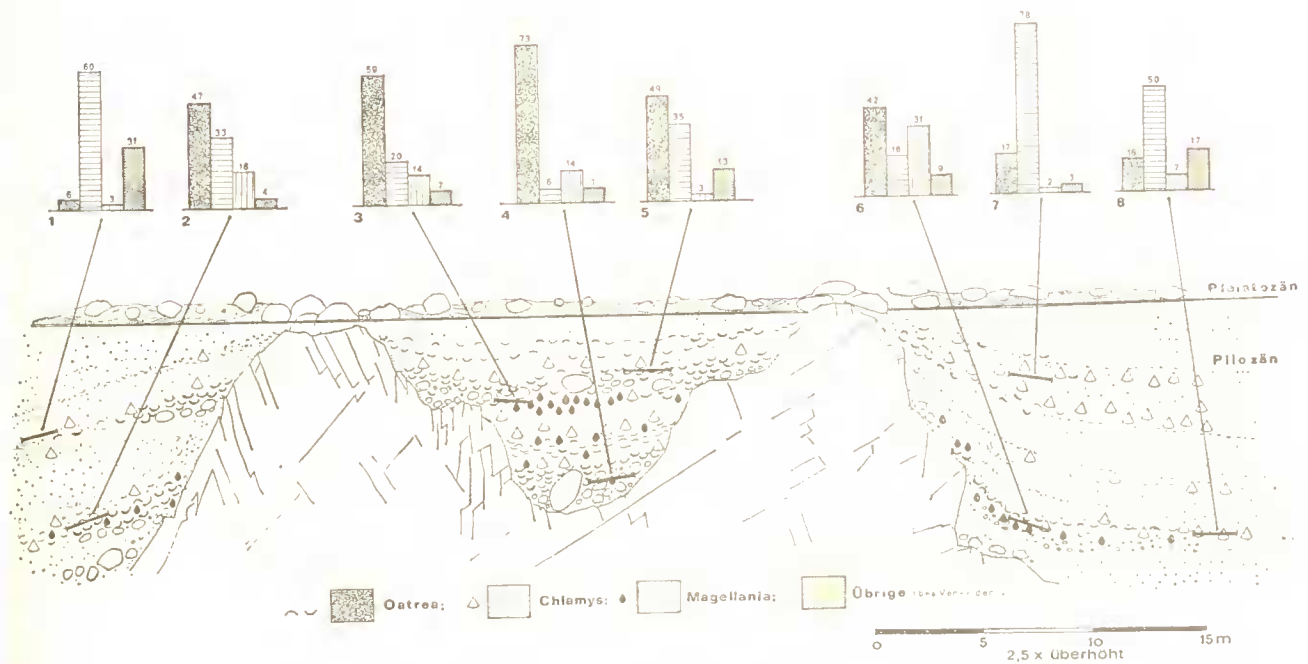 6 60 3 31
47 33 16 4
59 20 14 7
73 6 14 7
49 35 3 13
42 18 31 9
17 78 2 3
16 50 7 17
1 2 3 4 5 6 7 8
Pleistozän
Pliozän
Ostrea; Chlamys; Magellania; Übrige
0 5 10 15 m
2,5 x überhöht